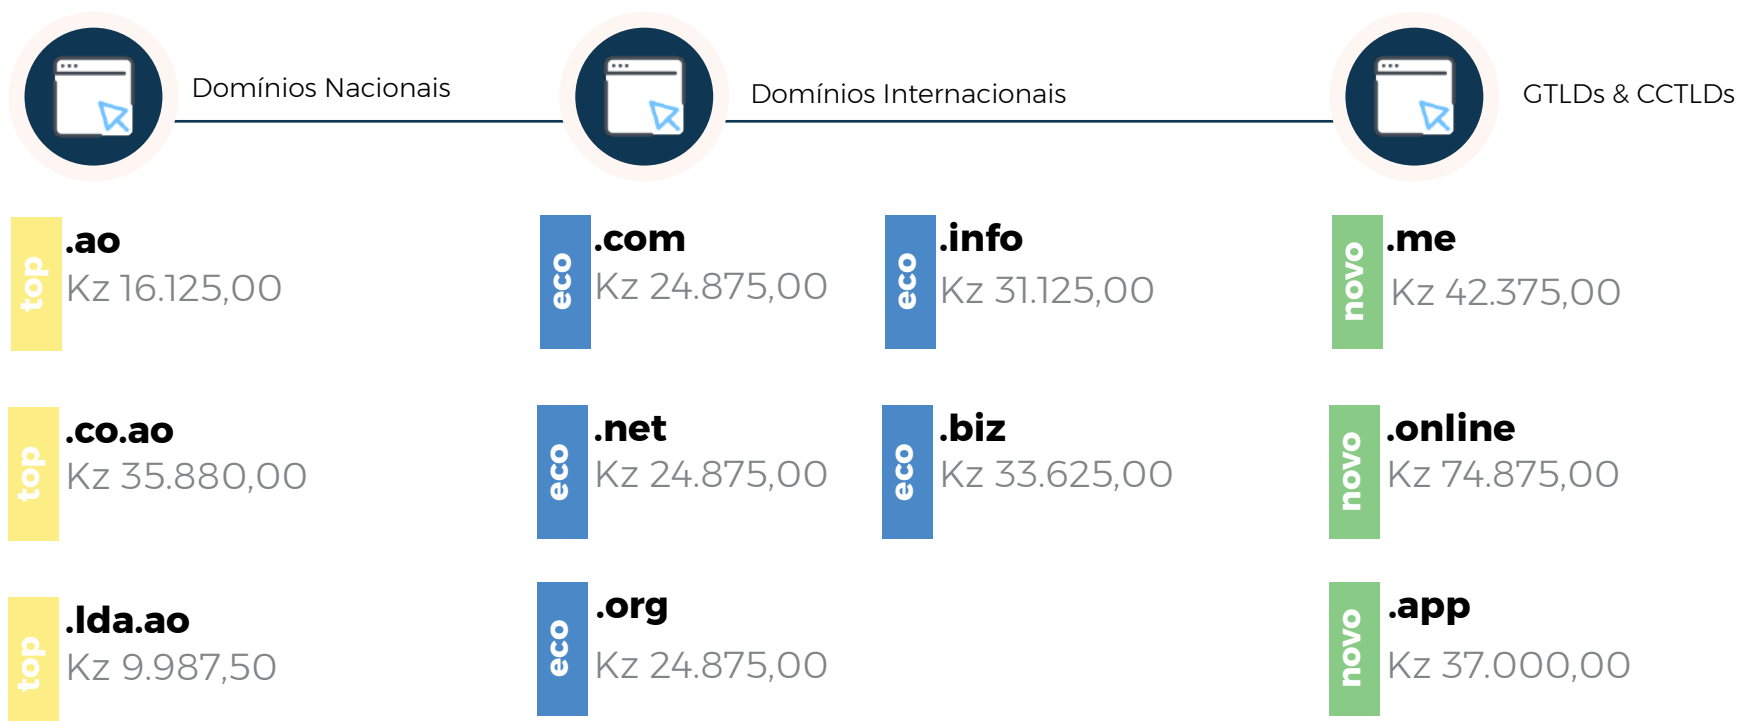 Domínios Nacionais
Domínios Internacionais
GTLDs & CCTLDs
top
.ao
Kz 16.125,00
top
.co.ao
Kz 35.880,00
top
.lda.ao
Kz 9.987,50
eco
.com
Kz 24.875,00
eco
.net
Kz 24.875,00
eco
.org
Kz 24.875,00
eco
.info
Kz 31.125,00
eco
.biz
Kz 33.625,00
novo
.me
Kz 42.375,00
novo
.online
Kz 74.875,00
novo
.app
Kz 37.000,00